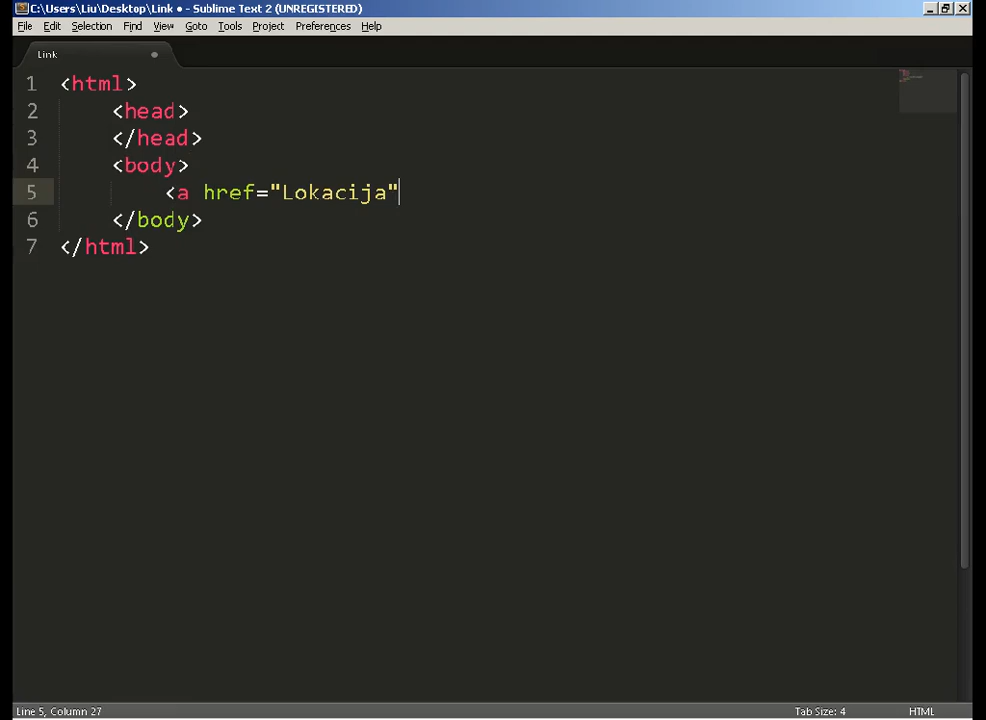 C:\Users\Liu\Desktop\Link • - Sublime Text 2 (UNREGISTERED)
File Edit Selection Find View Goto Tools Project Preferences Help
Link
1 <html>
2 <head>
3 </head>
4 <body>
5 <a href="Lokacija"
6 </body>
7 </html>
Line 5, Column 27 Tab Size: 4 HTML